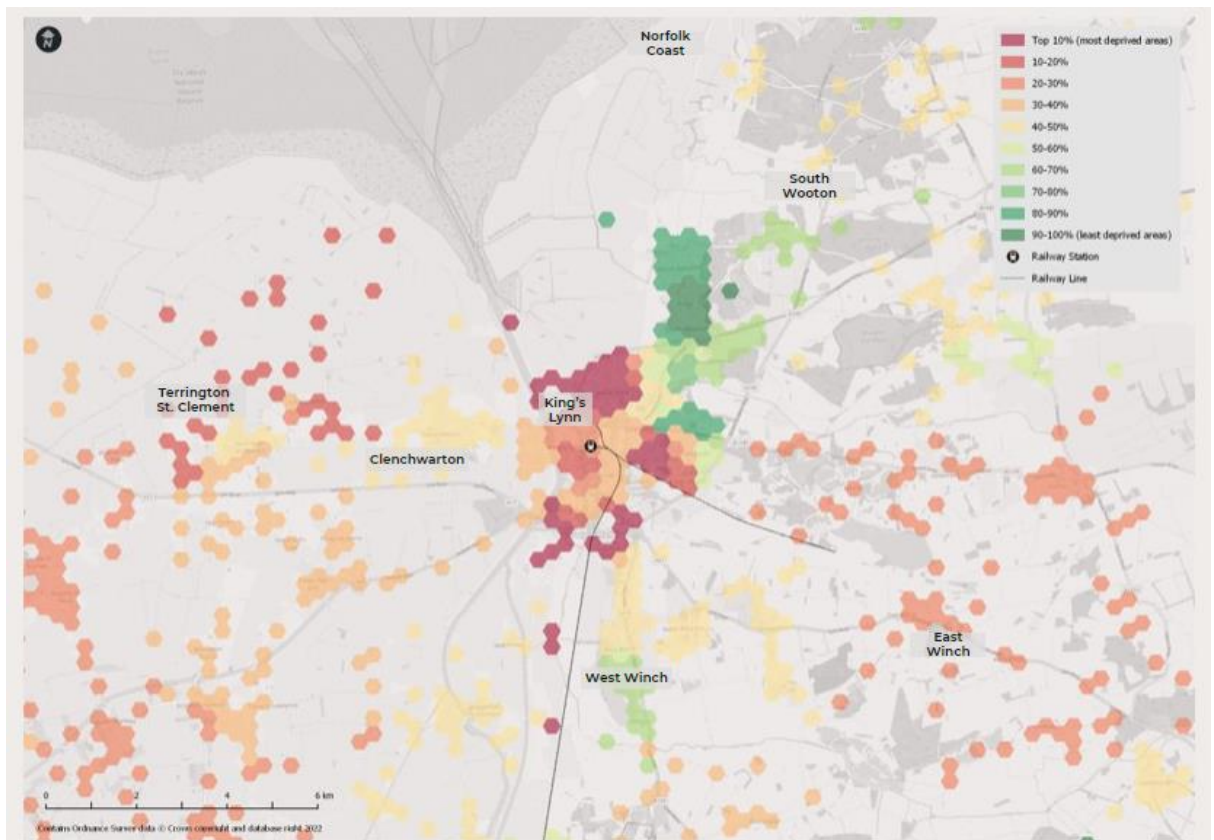 N
Norfolk
Coast
Top 10% (most deprived areas)
10-20%
20-30%
30-40%
40-50%
50-60%
60-70%
70-80%
80-90%
90-100% (least deprived areas)
Railway Station
Railway Line
South
Wooton
Terrington
St. Clement
King's
Lynn
Clenchwarton
East
Winch
West Winch
0 2 4 6 km
Contains Ordnance Survey data © Crown copyright and database right 2022